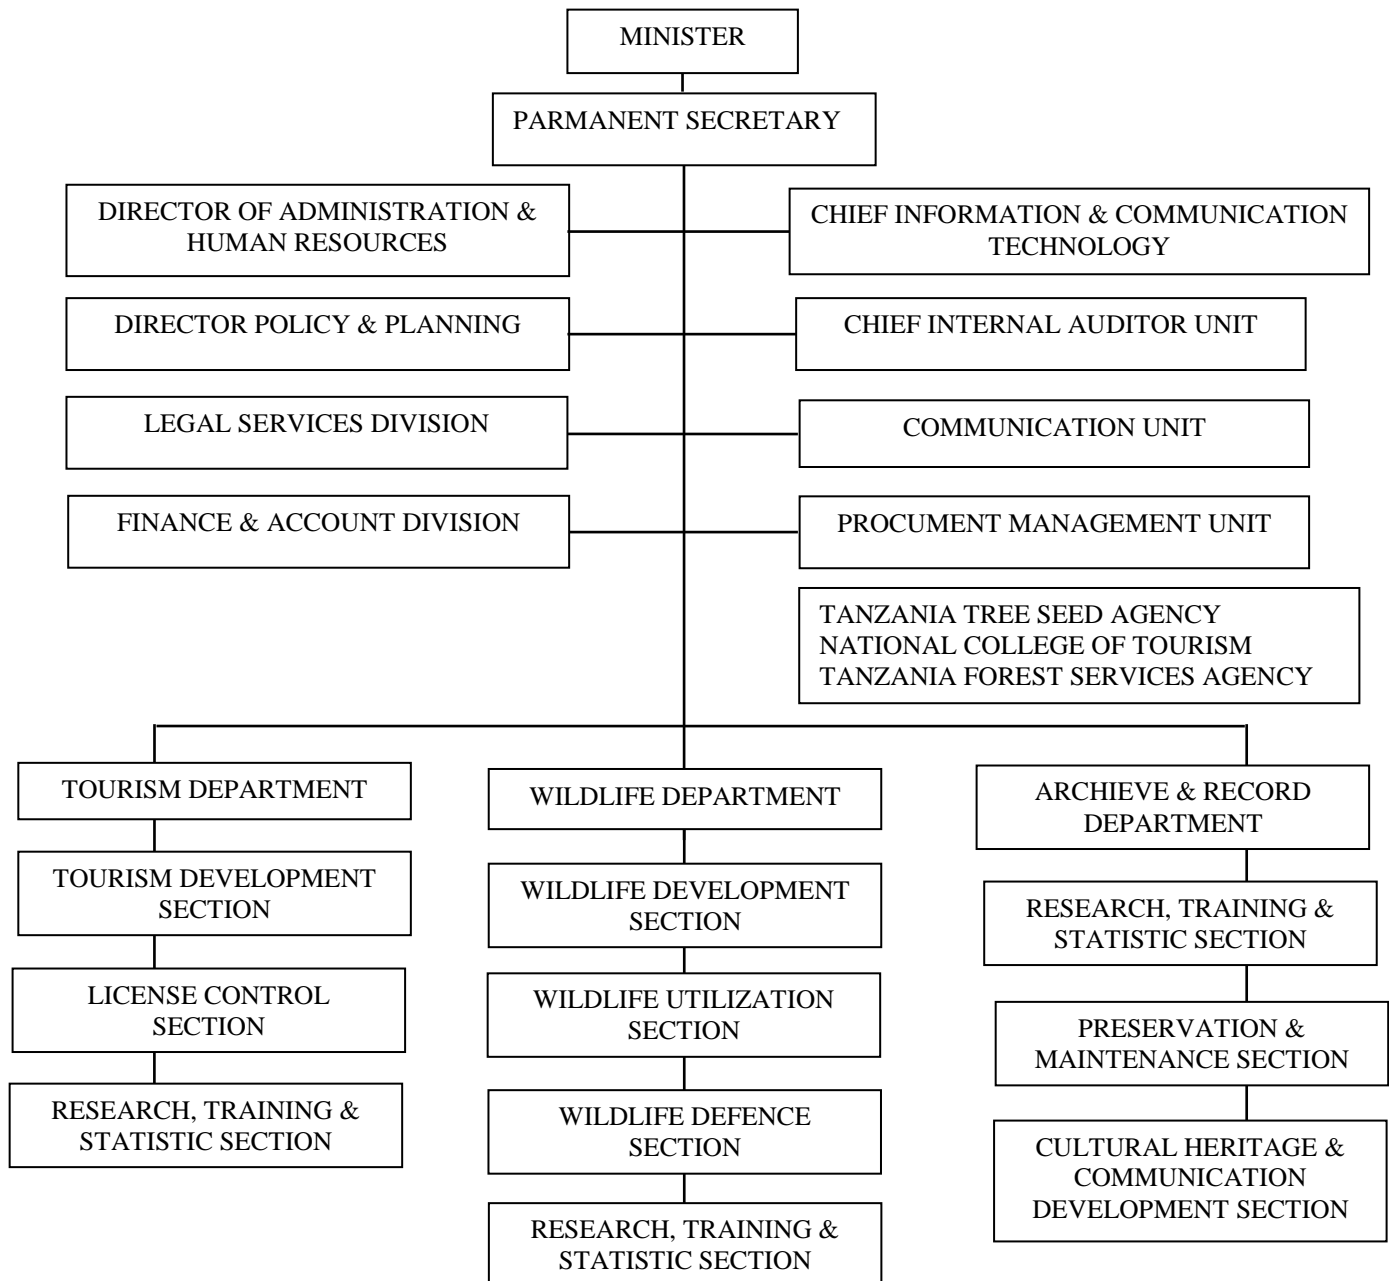 MINISTER
PARMANENT SECRETARY
DIRECTOR OF ADMINISTRATION &
HUMAN RESOURCES
CHIEF INFORMATION & COMMUNICATION
TECHNOLOGY
DIRECTOR POLICY & PLANNING
CHIEF INTERNAL AUDITOR UNIT
LEGAL SERVICES DIVISION
COMMUNICATION UNIT
FINANCE & ACCOUNT DIVISION
PROCUMENT MANAGEMENT UNIT
TANZANIA TREE SEED AGENCY
NATIONAL COLLEGE OF TOURISM
TANZANIA FOREST SERVICES AGENCY
TOURISM DEPARTMENT
TOURISM DEVELOPMENT
SECTION
LICENSE CONTROL
SECTION
RESEARCH, TRAINING &
STATISTIC SECTION
WILDLIFE DEPARTMENT
WILDLIFE DEVELOPMENT
SECTION
WILDLIFE UTILIZATION
SECTION
WILDLIFE DEFENCE
SECTION
RESEARCH, TRAINING &
STATISTIC SECTION
ARCHIEVE & RECORD
DEPARTMENT
RESEARCH, TRAINING &
STATISTIC SECTION
PRESERVATION &
MAINTENANCE SECTION
CULTURAL HERITAGE &
COMMUNICATION
DEVELOPMENT SECTION